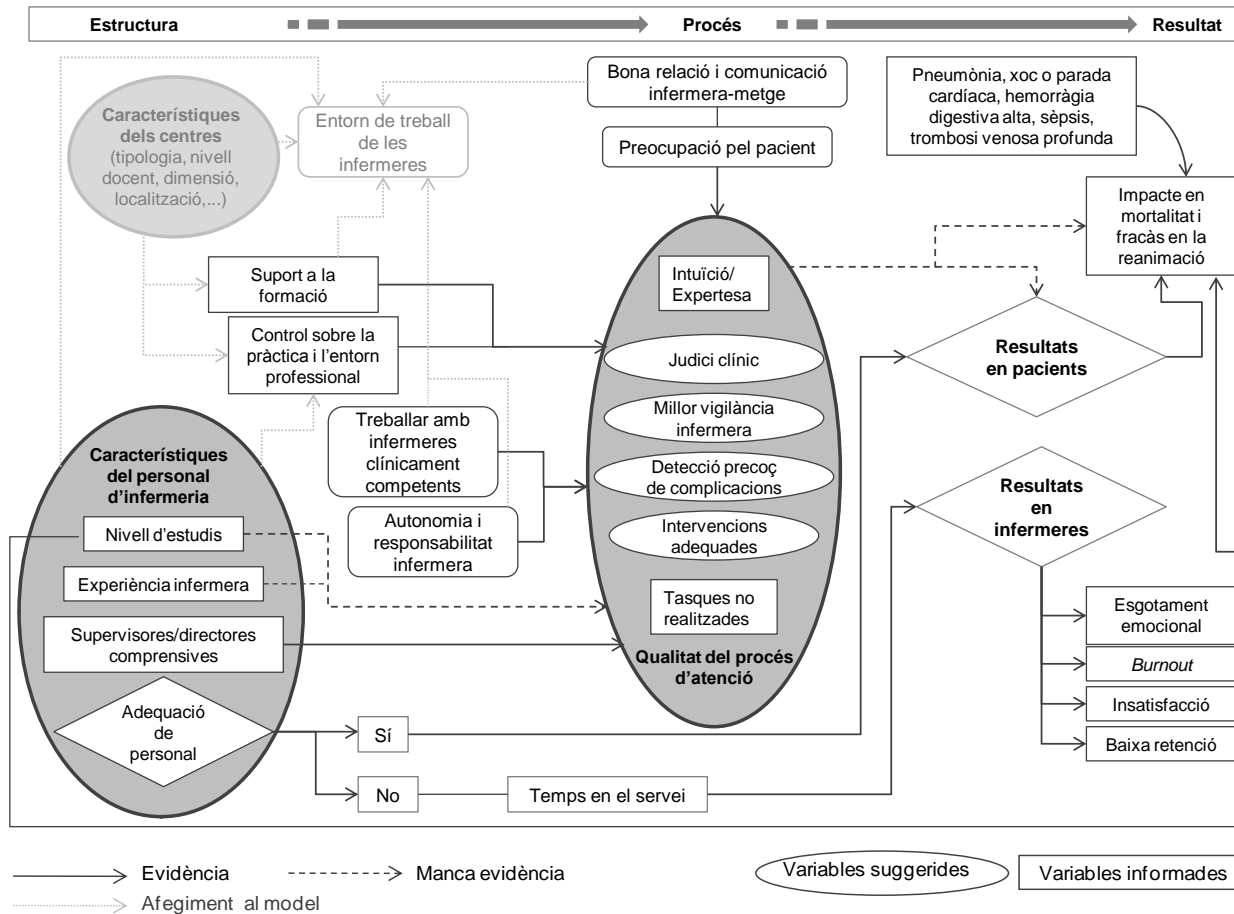 Estructura
Procés
Resultat
Característiques
dels centres
(tipologia, nivell
docent, dimensió,
localització,...)
Entorn de treball
de les
infermeres
Bona relació i comunicació
infermera-metge
Preocupació pel pacient
Pneumònia, xoc o parada
cardíaca, hemorràgia
digestiva alta, sèpsis,
trombosi venosa profunda
Impacte en
mortalitat i
fracàs en la
reanimació
Suport a la
formació
Control sobre la
pràctica i l’entorn
professional
Treballar amb
infermeres
clínicament
competents
Autonomia i
responsabilitat
infermera
Intuïció/
Expertesa
Judici clínic
Millor vigilància
infermera
Detecció precoç
de complicacions
Intervencions
adequades
Tasques no
realitzades
Qualitat del procés
d’atenció
Resultats
en pacients
Resultats
en
infermeres
Esgotament
emocional
Burnout
Insatisfacció
Baixa retenció
Característiques
del personal
d’infermeria
Nivell d’estudis
Experiència infermera
Supervisores/directores
comprensives
Adequació
de
personal
Sí
No
Temps en el servei
Evidència
Manca evidència
Afegiment al model
Variables suggerides
Variables informades